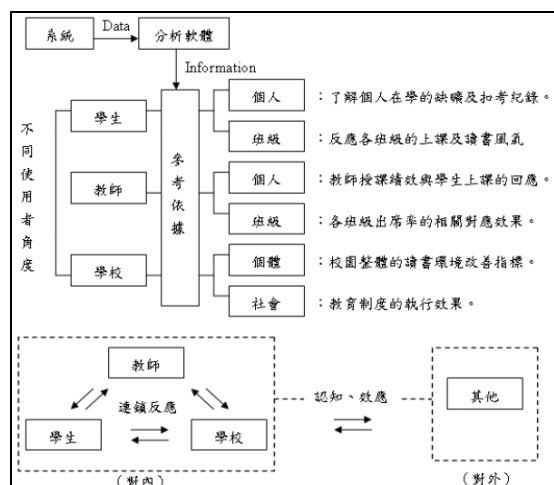 系統 Data 分析軟體
Information
個人 :了解個人在學的缺曠及扣考紀錄。
學生
班級 :反應各班級的上課及讀書風氣
不同使用者角度
參考依據
個人 :教師授課績效與學生上課的回應。
教師
班級 :各班級出席率的相關對應效果。
個體 :校園整體的讀書環境改善指標。
學校
社會 :教育制度的執行效果。
教師
連鎖反應
學生 學校
認知、效應
其他
(對內) (對外)